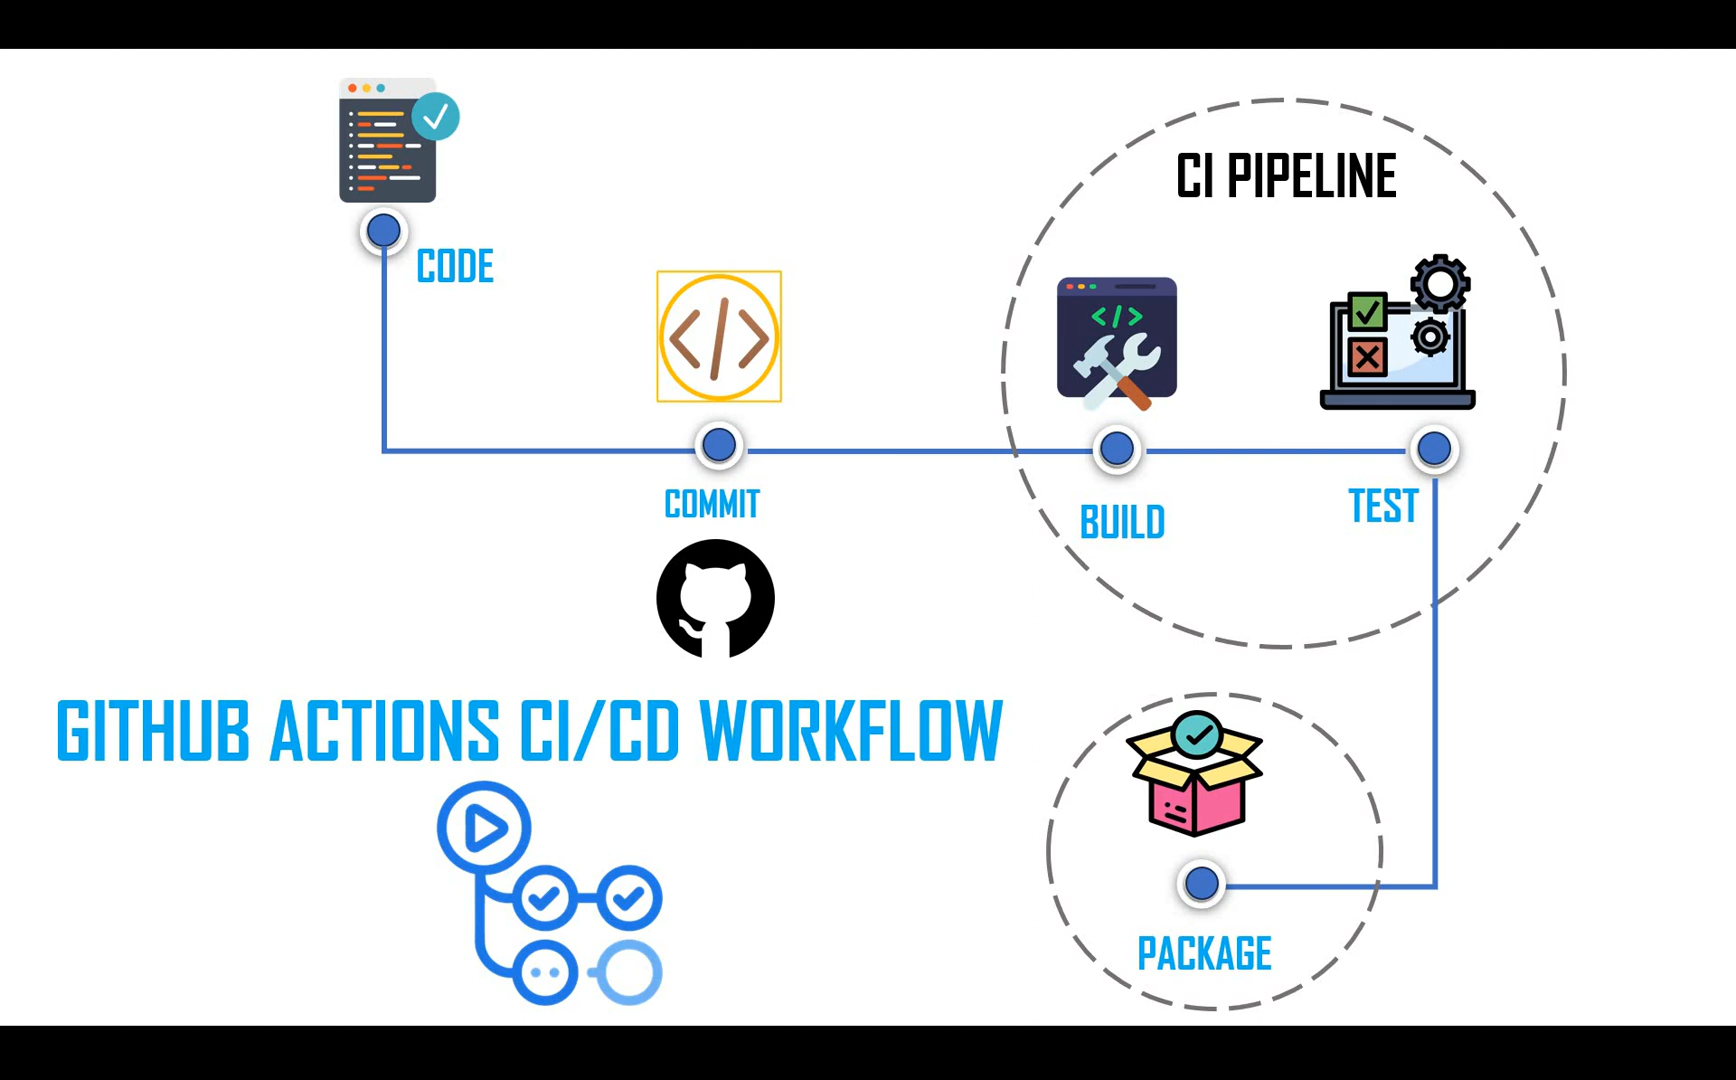 CI PIPELINE
CODE
</>
</>
COMMIT
BUILD
TEST
GITHUB ACTIONS CI/CD WORKFLOW
PACKAGE